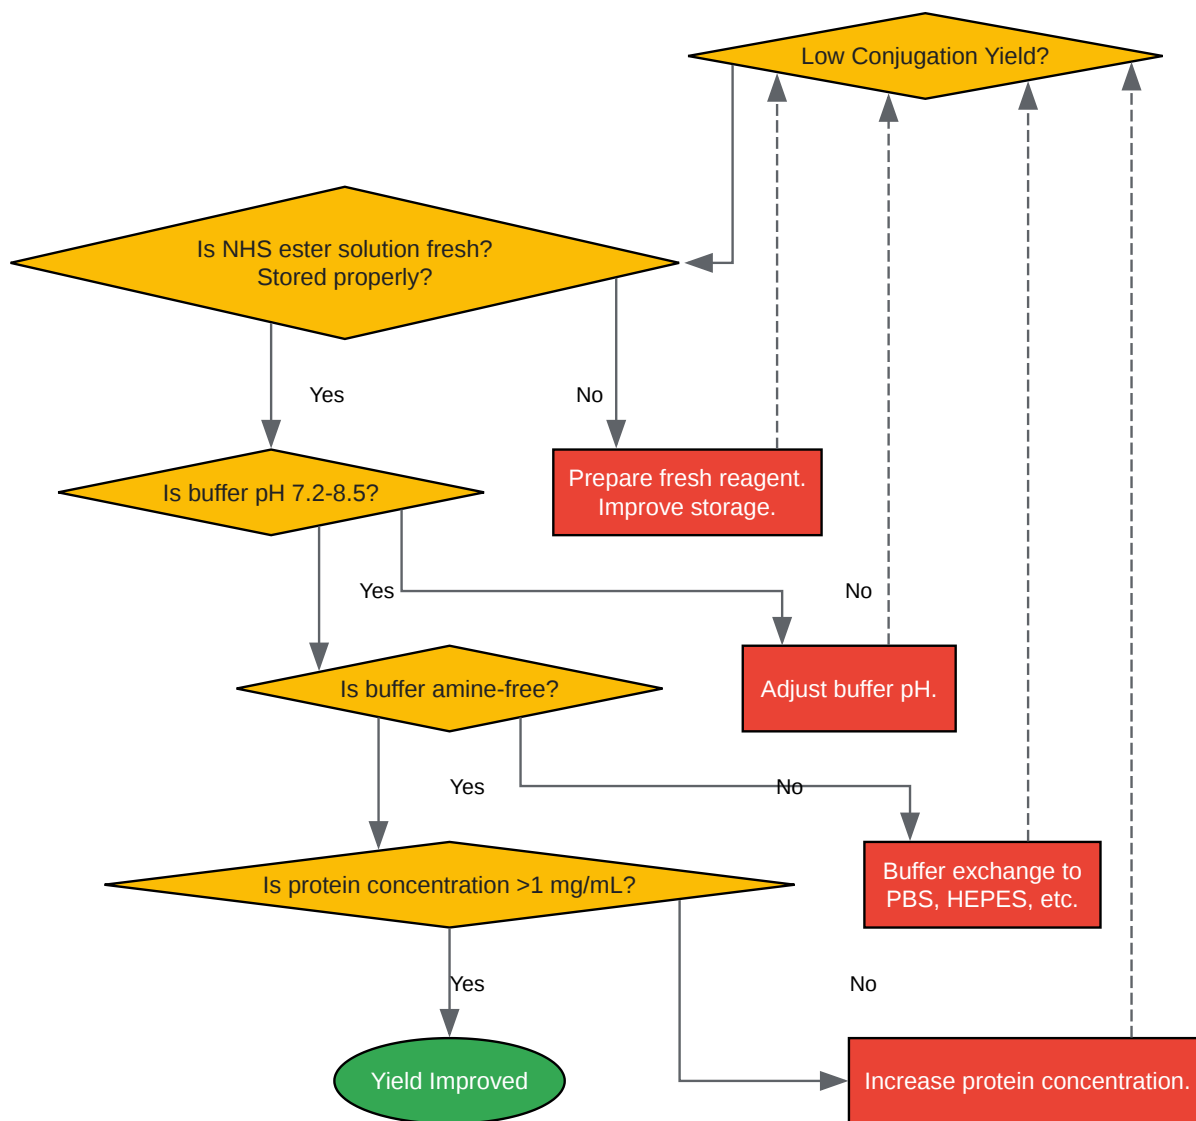 Low Conjugation Yield?
Is NHS ester solution fresh?
Stored properly?
Yes
No
Prepare fresh reagent.
Improve storage.
Is buffer pH 7.2-8.5?
Yes
No
Adjust buffer pH.
Is buffer amine-free?
Yes
No
Buffer exchange to
PBS, HEPES, etc.
Is protein concentration >1 mg/mL?
Yes
No
Yield Improved
Increase protein concentration.